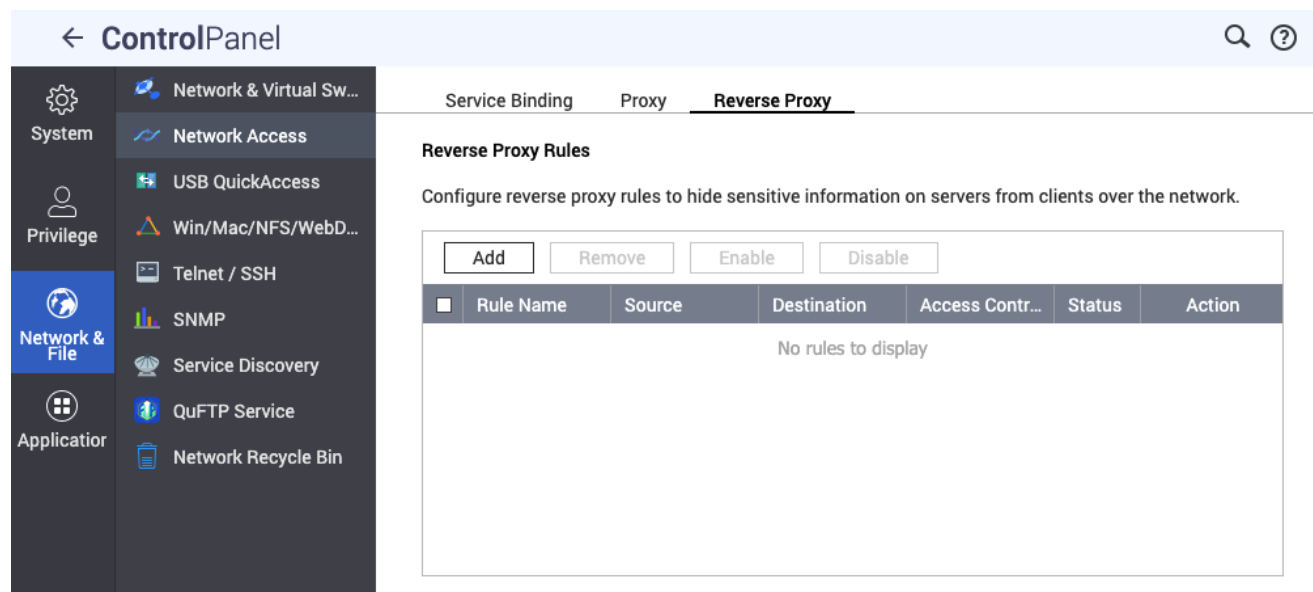 ControlPanel
System
Privilege
Network &
File
Applicatior
Network & Virtual Sw...
Network Access
USB QuickAccess
Win/Mac/NFS/WebD...
Telnet / SSH
SNMP
Service Discovery
QuFTP Service
Network Recycle Bin
Service Binding Proxy Reverse Proxy
Reverse Proxy Rules
Configure reverse proxy rules to hide sensitive information on servers from clients over the network.
Add Remove Enable Disable
Rule Name Source Destination Access Contr... Status Action
No rules to display